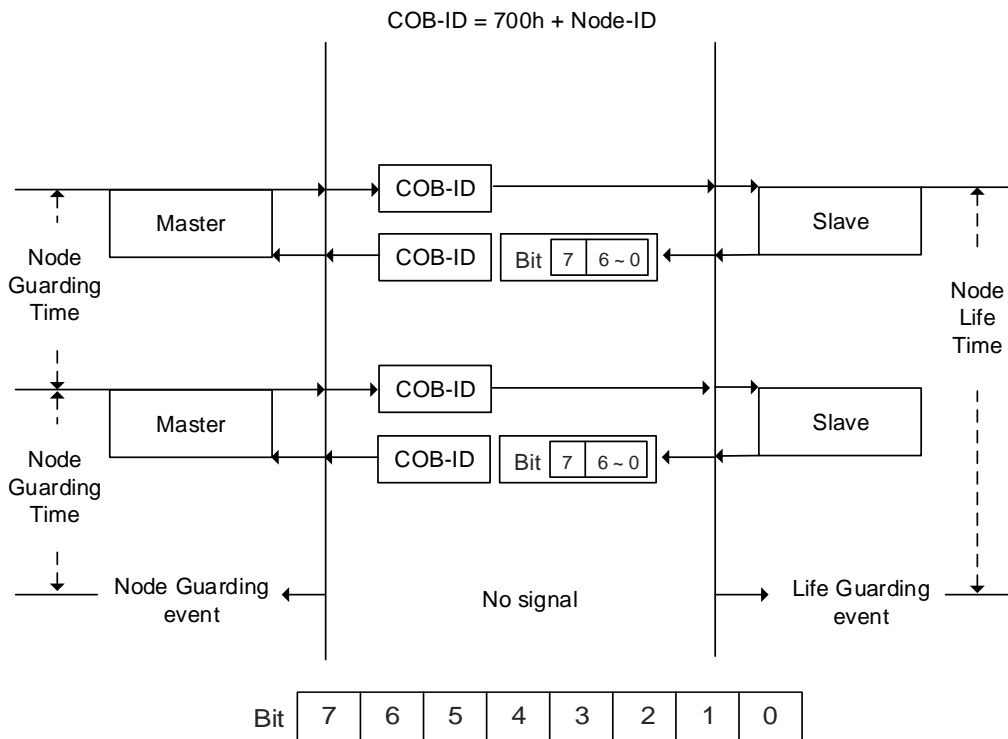 COB-ID = 700h + Node-ID
COB-ID
Master
Slave
COB-ID
Bit 7 6 ~ 0
Node
Guarding
Time
Node
Life
Time
COB-ID
Master
Slave
COB-ID
Bit 7 6 ~ 0
Node
Guarding
Time
Node Guarding
event
No signal
Life Guarding
event
Bit 7 6 5 4 3 2 1 0